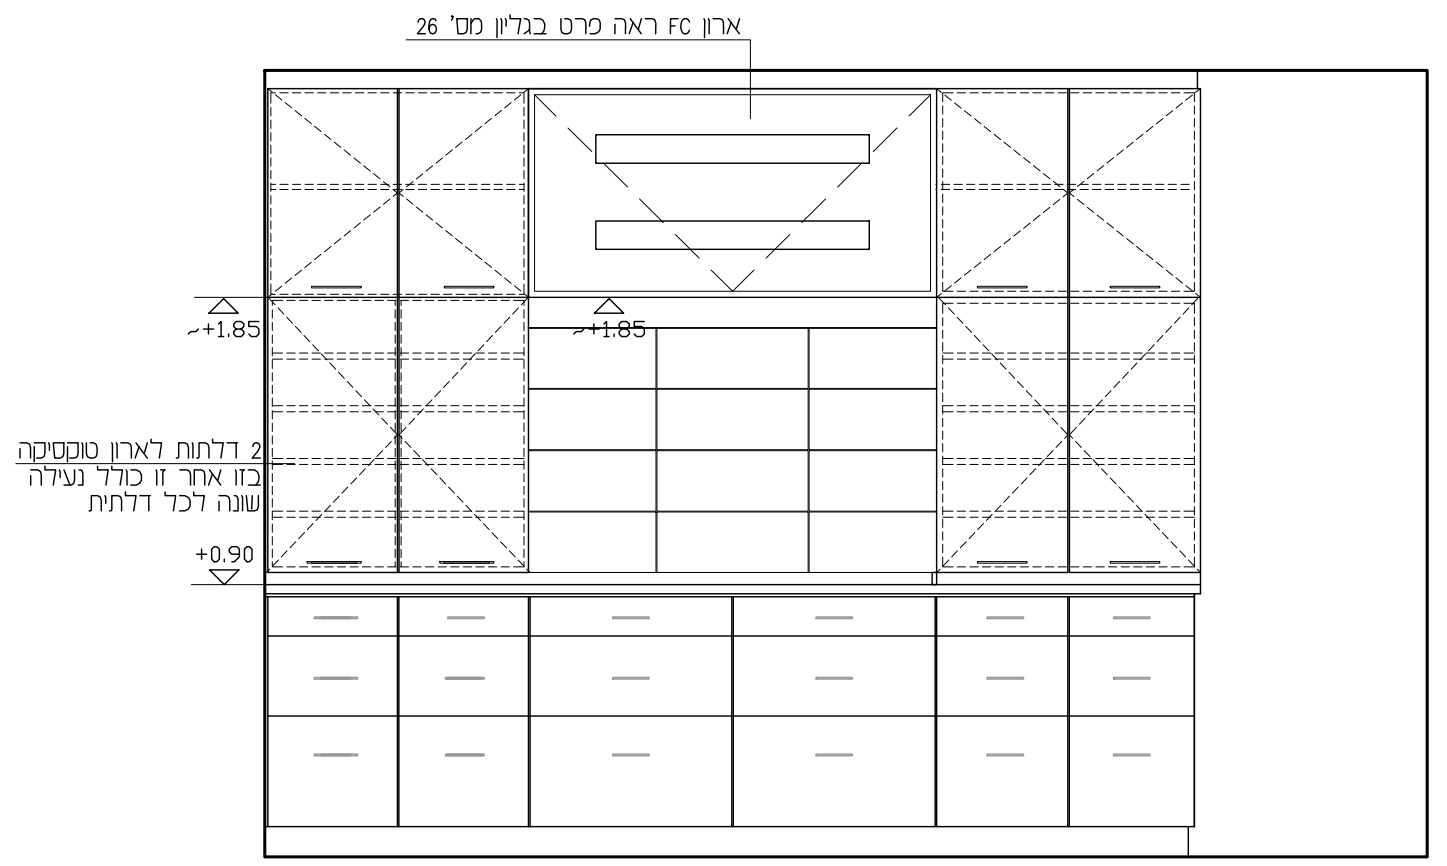 ארון FC ראה פרט בגליון מס' 26
~+1.85
~+1.85
2 דלתות לארון טוקסיקה
בזו אחר זו כולל נעילה
שונה לכל דלתית
+0.90